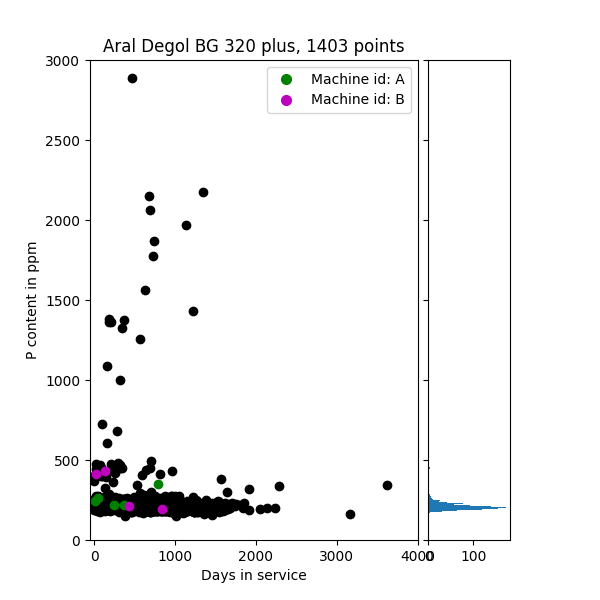 Aral Degol BG 320 plus, 1403 points
Machine id: A
Machine id: B
P content in ppm
3000
2500
2000
1500
1000
500
0
0 1000 2000 3000 4000
0 100
Days in service